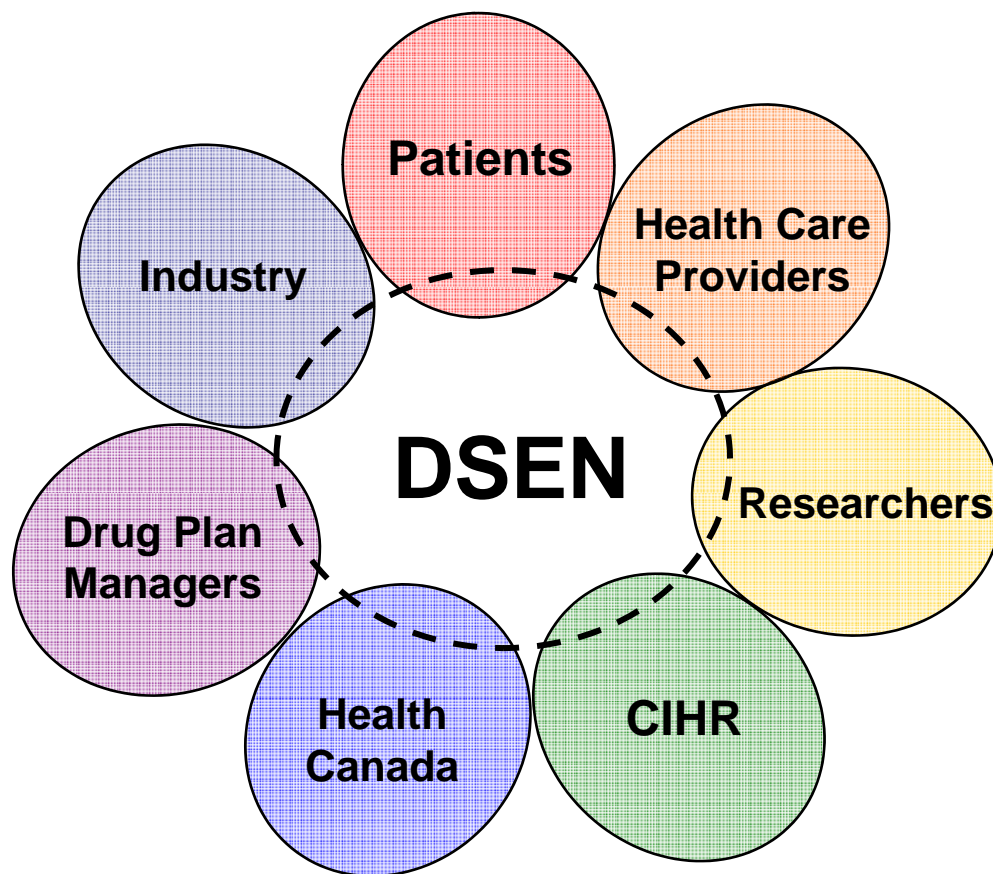 Patients
Health Care
Providers
Industry
DSEN
Researchers
Drug Plan
Managers
Health
Canada
CIHR